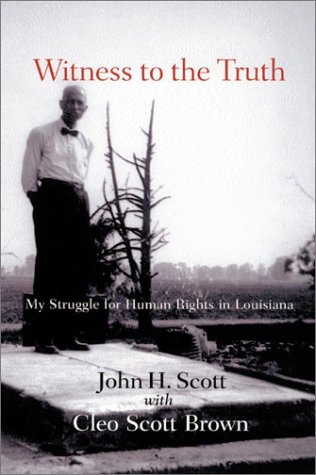 Witness to the Truth
My Struggle for Human Rights in Louisiana
John H. Scott
with
Cleo Scott Brown